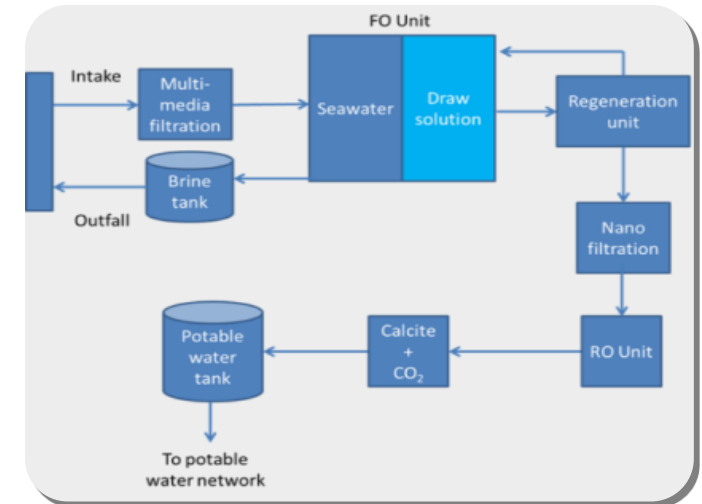 FO Unit
Intake
Multi-
media
filtration
Seawater
Draw
solution
Regeneration
unit
Brine
tank
Outfall
Nano
filtration
Potable
water
tank
Calcite
+
CO₂
RO Unit
To potable
water network